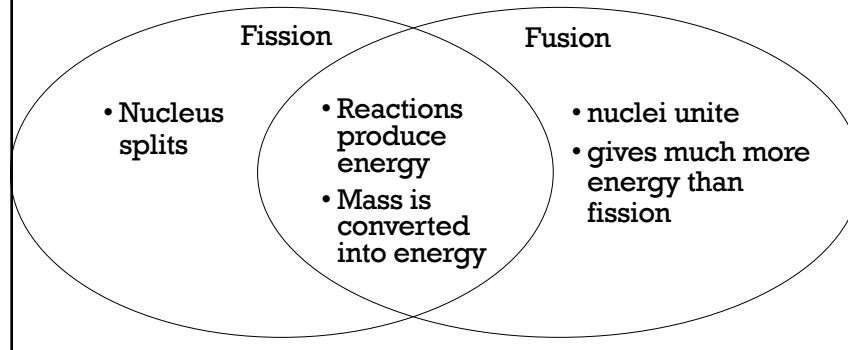 Fission
Fusion
• Nucleus
splits
• Reactions
produce
energy
• Mass is
converted
into energy
• nuclei unite
• gives much more
energy than
fission